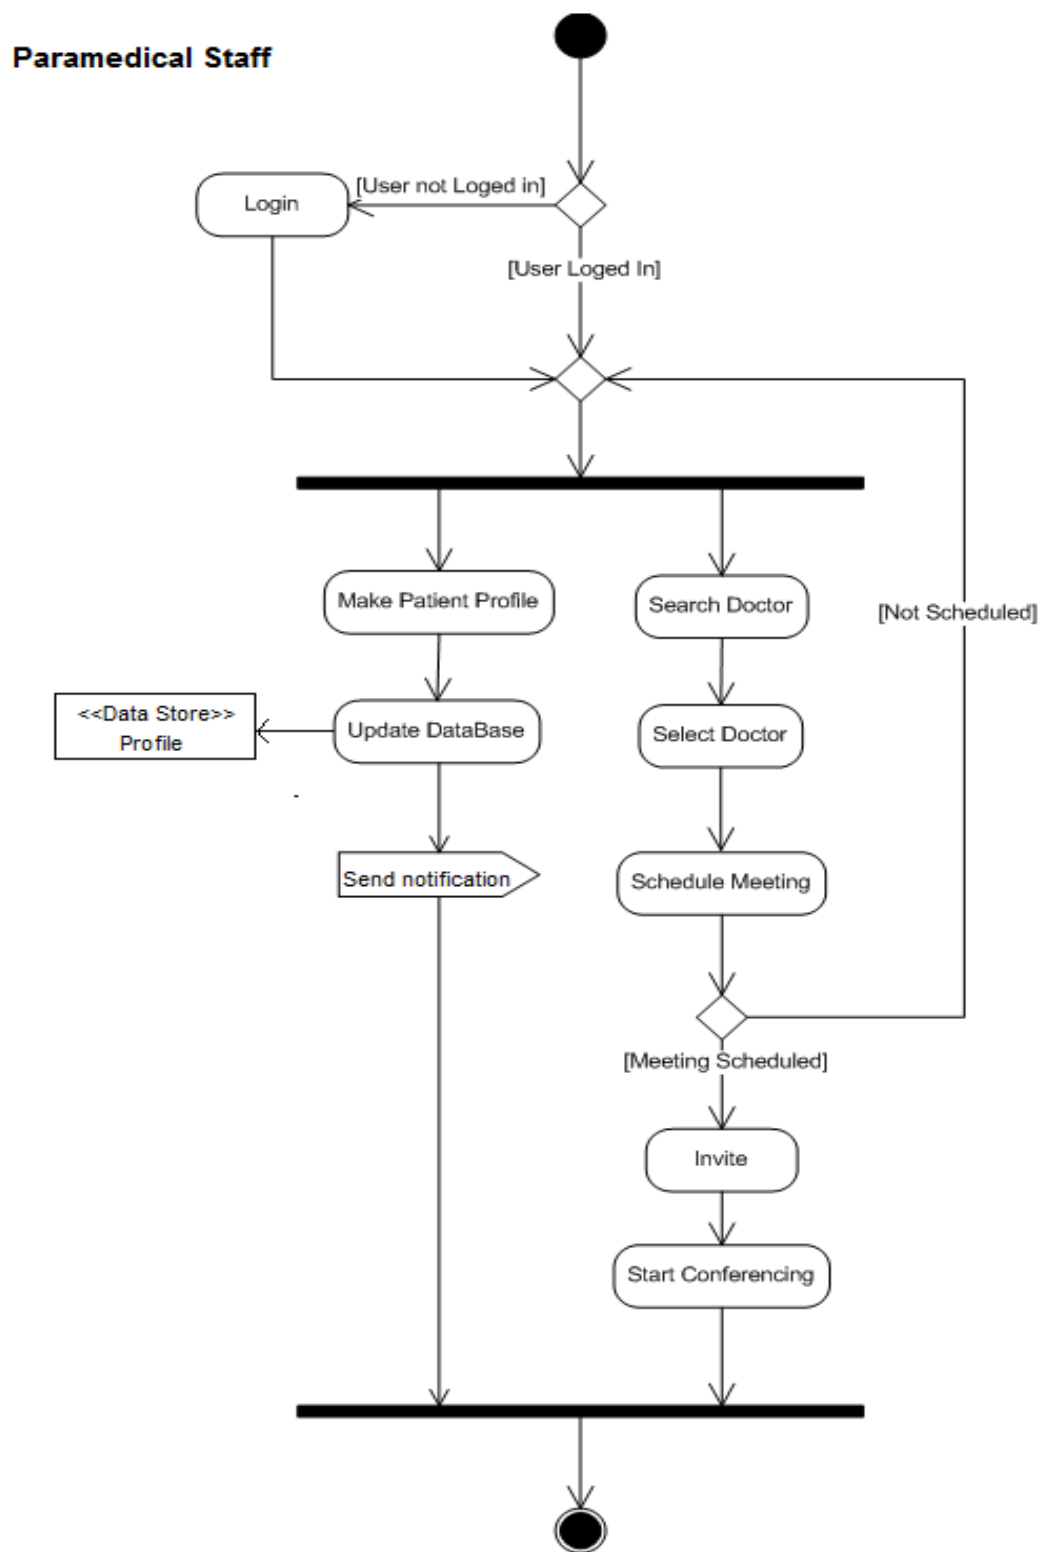 Paramedical Staff
[User not Loged in]
Login
[User Loged In]
Make Patient Profile
Search Doctor
[Not Scheduled]
<<Data Store>>
Profile
Update DataBase
Select Doctor
Send notification
Schedule Meeting
[Meeting Scheduled]
Invite
Start Conferencing